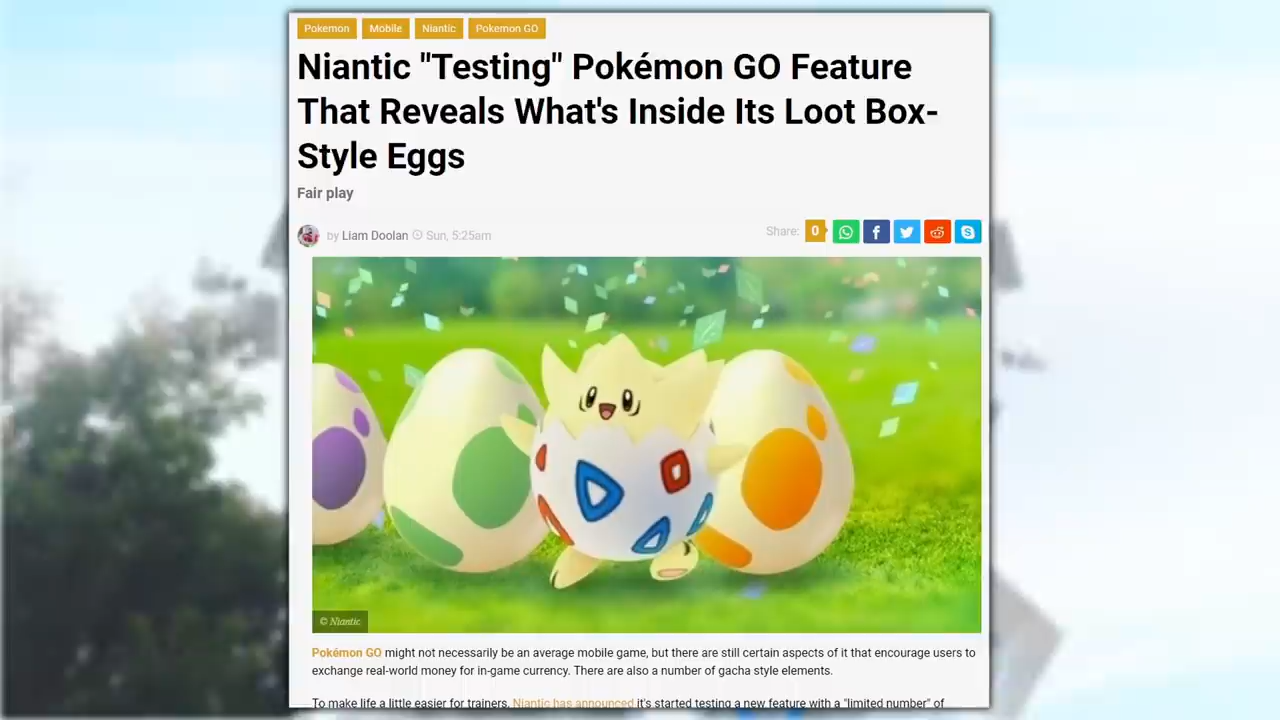 Pokemon Mobile Niantic Pokemon GO
Niantic "Testing" Pokémon GO Feature
That Reveals What's Inside Its Loot Box-
Style Eggs
Fair play
by Liam Doolan Sun, 5:25am
Share: 0
© Niantic
Pokémon GO might not necessarily be an average mobile game, but there are still certain aspects of it that encourage users to
exchange real-world money for in-game currency. There are also a number of gacha style elements.
To make life a little easier for trainers, Niantic has announced it's started testing a new feature with a "limited number" of